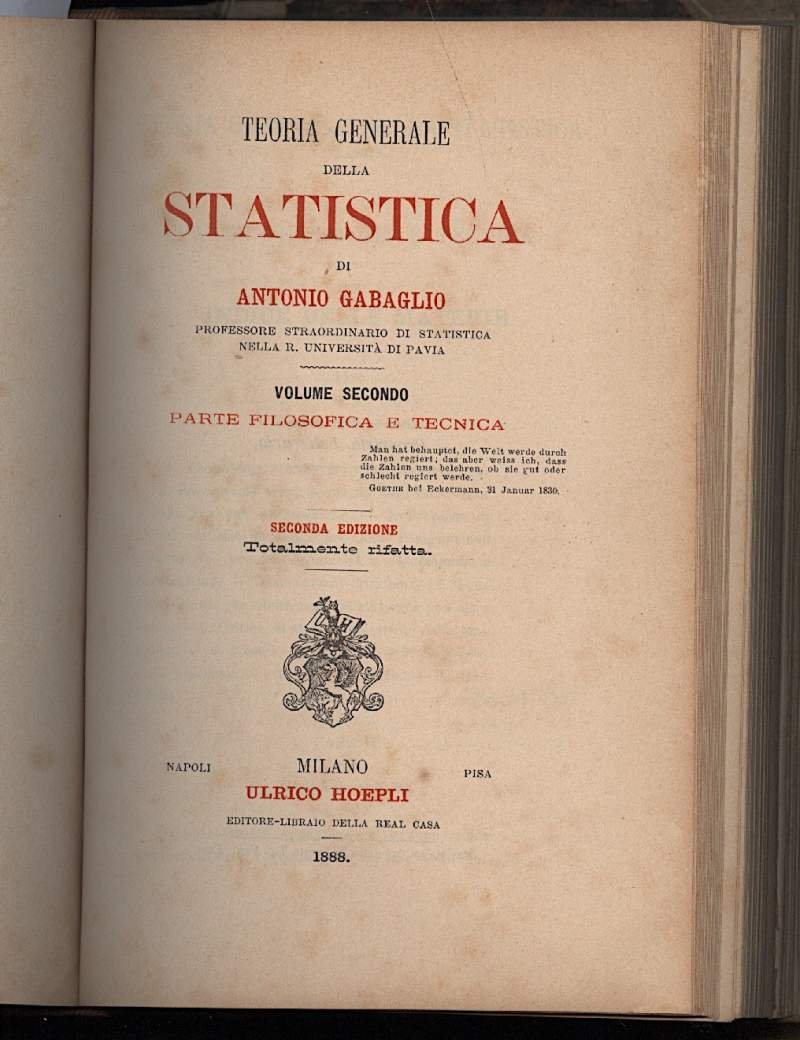 TEORIA GENERALE
DELLA
STATISTICA
DI
ANTONIO GABAGLIO
PROFESSORE STRAORDINARIO DI STATISTICA
NELLA R. UNIVERSITÀ DI PAVIA
VOLUME SECONDO
PARTE FILOSOFICA E TECNICA
Man hat behauptet, die Welt werde durch
Zahlen regiert; das aber weiss ich, dass
die Zahlen uns belehren, ob sie gut oder
schlecht regiert werde.
GOETHE bei Eckermann, 31 Januar 1830.
SECONDA EDIZIONE
Totalmente rifatta.
U H
NAPOLI MILANO PISA
ULRICO HOEPLI
EDITORE-LIBRAIO DELLA REAL CASA
1888.